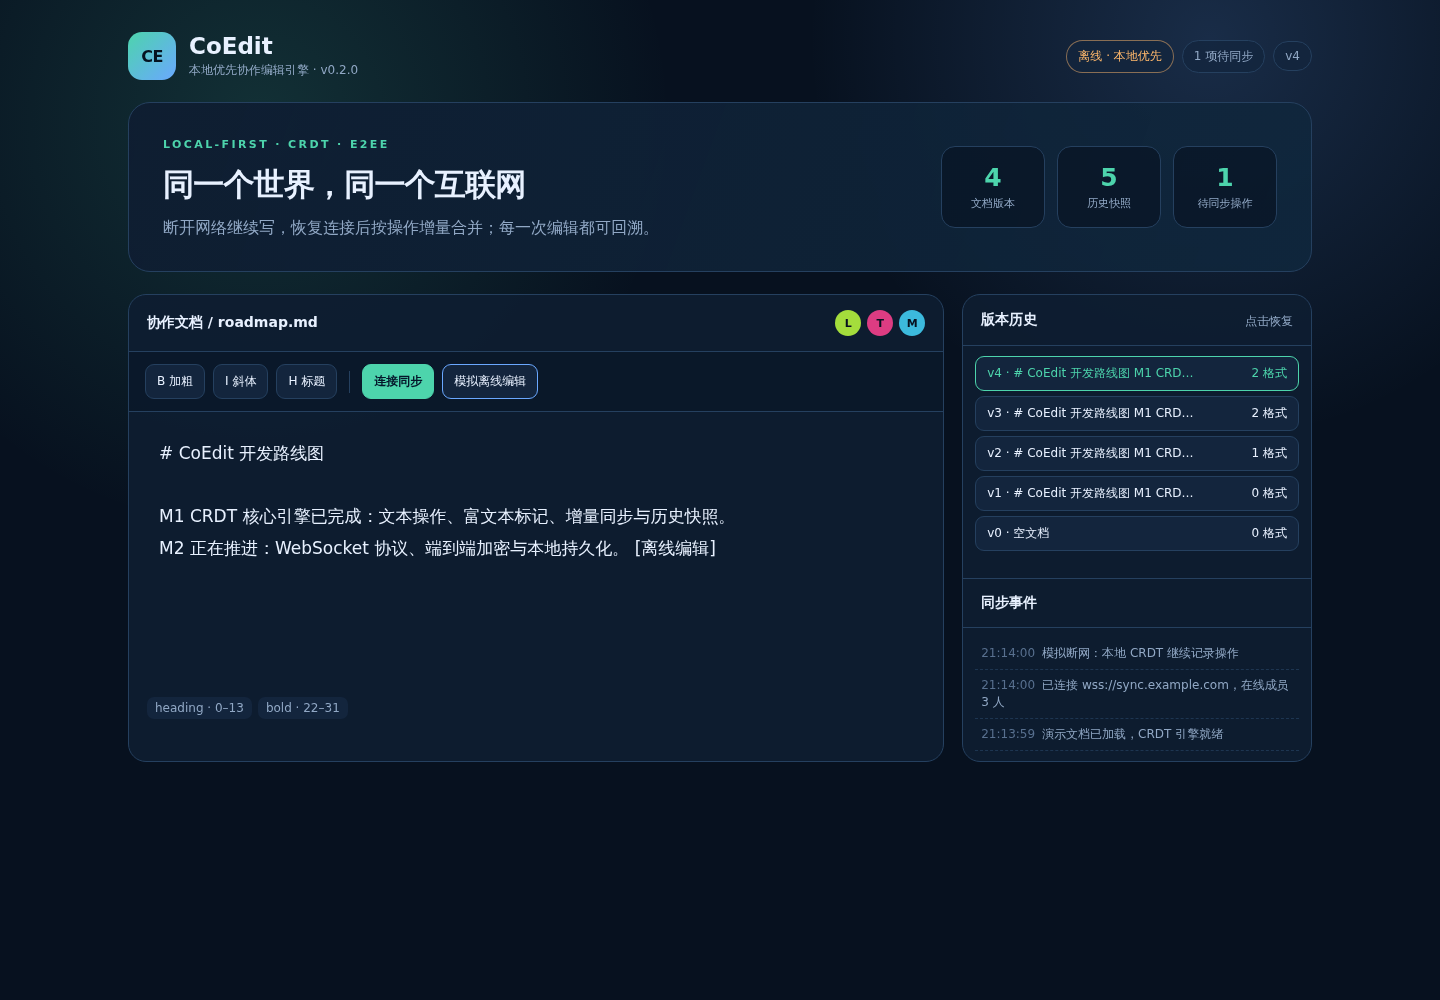 CE
CoEdit
本地优先协作编辑引擎 · v0.2.0
离线 · 本地优先
1 项待同步
v4
LOCAL-FIRST · CRDT · E2EE
同一个世界，同一个互联网
断开网络继续写，恢复连接后按操作增量合并；每一次编辑都可回溯。
4
文档版本
5
历史快照
1
待同步操作
协作文档 / roadmap.md
L
T
M
B 加粗
I 斜体
H 标题
连接同步
模拟离线编辑
# CoEdit 开发路线图
M1 CRDT 核心引擎已完成：文本操作、富文本标记、增量同步与历史快照。
M2 正在推进：WebSocket 协议、端到端加密与本地持久化。 [离线编辑]
heading · 0–13
bold · 22–31
版本历史
点击恢复
v4 · # CoEdit 开发路线图 M1 CRD…
2 格式
v3 · # CoEdit 开发路线图 M1 CRD…
2 格式
v2 · # CoEdit 开发路线图 M1 CRD…
1 格式
v1 · # CoEdit 开发路线图 M1 CRD…
0 格式
v0 · 空文档
0 格式
同步事件
21:14:00 模拟断网：本地 CRDT 继续记录操作
21:14:00 已连接 wss://sync.example.com，在线成员
3 人
21:13:59 演示文档已加载，CRDT 引擎就绪